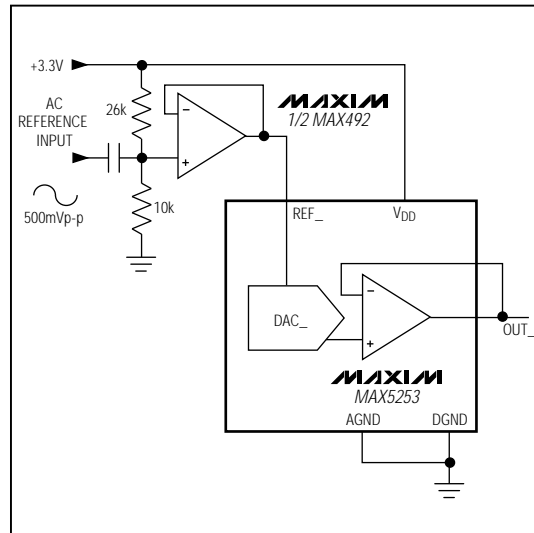 +3.3V
AC
REFERENCE
INPUT
26k
500mVp-p
10k
-
+
MAXIM
1/2 MAX492
REF_
VDD
DAC_
-
+
OUT_
MAXIM
MAX5253
AGND
DGND